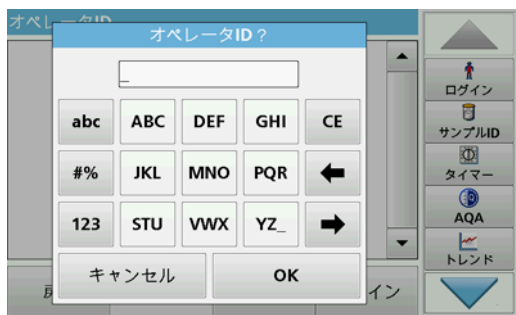 オペレータID
オペレータID？
_
abc ABC DEF GHI CE
#% JKL MNO PQR
123 STU VWX YZ_
キャンセル OK
ログイン
サンプルID
タイマー
AQA
トレンド